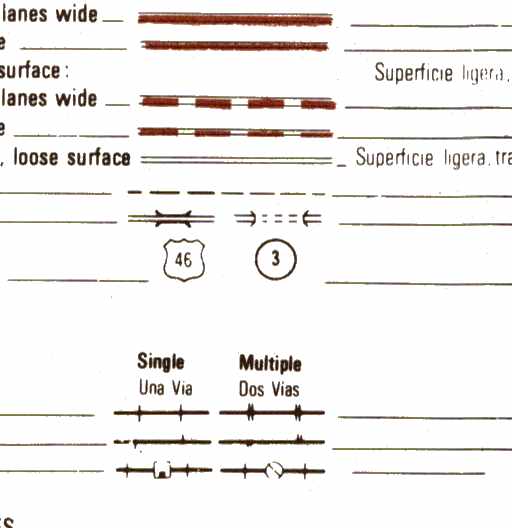 lanes wide
surface:
Superficie ligera,
lanes wide
, loose surface
Superficie ligera, tra
46
3
Single Multiple
Una Via Dos Vias
ES